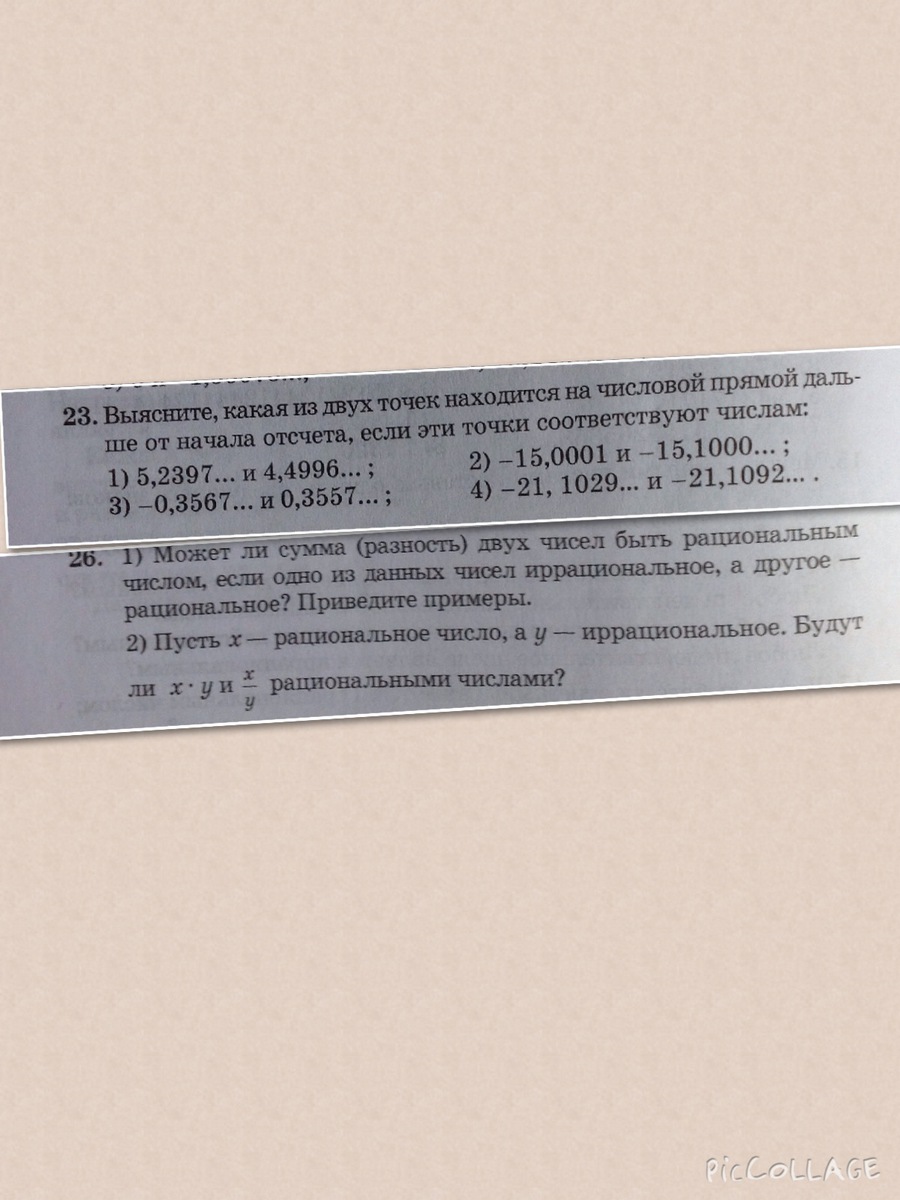 23. Выясните, какая из двух точек находится на числовой прямой даль-
ше от начала отсчета, если эти точки соответствуют числам:
1) 5,2397... и 4,4996... ; 2) −15,0001 и −15,1000... ;
3) −0,3567... и 0,3557... ; 4) −21, 1029... и −21,1092... .
26. 1) Может ли сумма (разность) двух чисел быть рациональным
числом, если одно из данных чисел иррациональное, а другое —
рациональное? Приведите примеры.
2) Пусть x — рациональное число, а y — иррациональное. Будут
ли x · y и x/y рациональными числами?
PicCOLLAGE